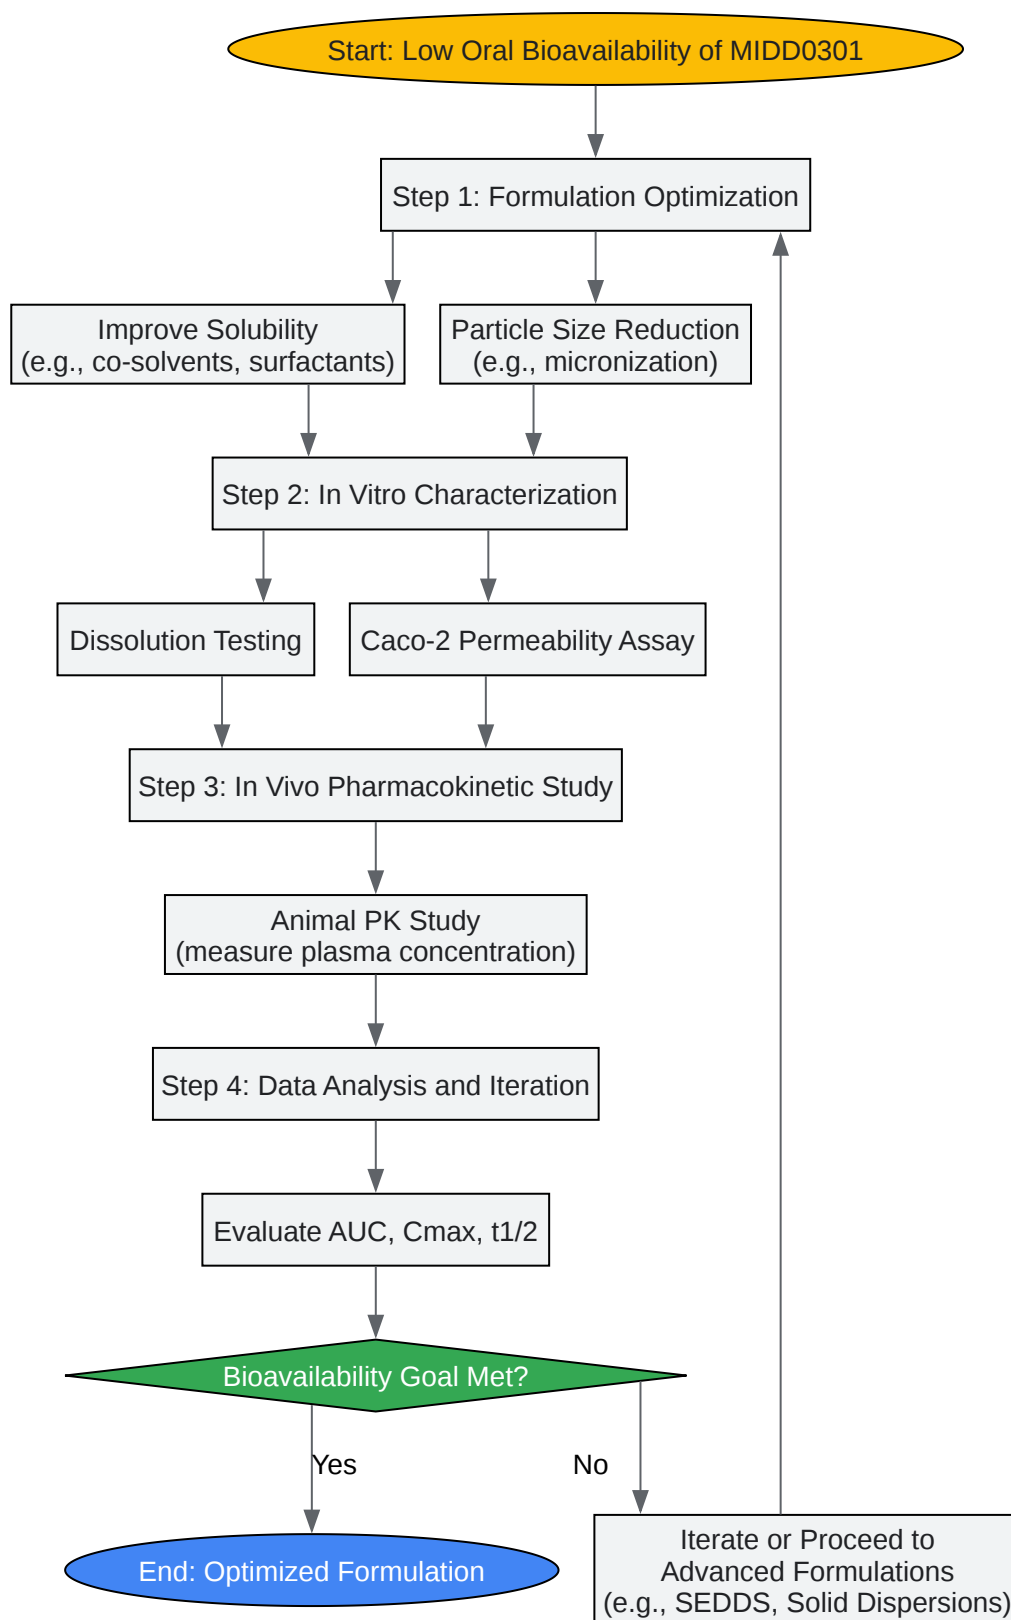 Start: Low Oral Bioavailability of MIDD0301
Step 1: Formulation Optimization
Improve Solubility
(e.g., co-solvents, surfactants)
Particle Size Reduction
(e.g., micronization)
Step 2: In Vitro Characterization
Dissolution Testing
Caco-2 Permeability Assay
Step 3: In Vivo Pharmacokinetic Study
Animal PK Study
(measure plasma concentration)
Step 4: Data Analysis and Iteration
Evaluate AUC, Cmax, t1/2
Bioavailability Goal Met?
Yes
No
End: Optimized Formulation
Iterate or Proceed to
Advanced Formulations
(e.g., SEDDS, Solid Dispersions)